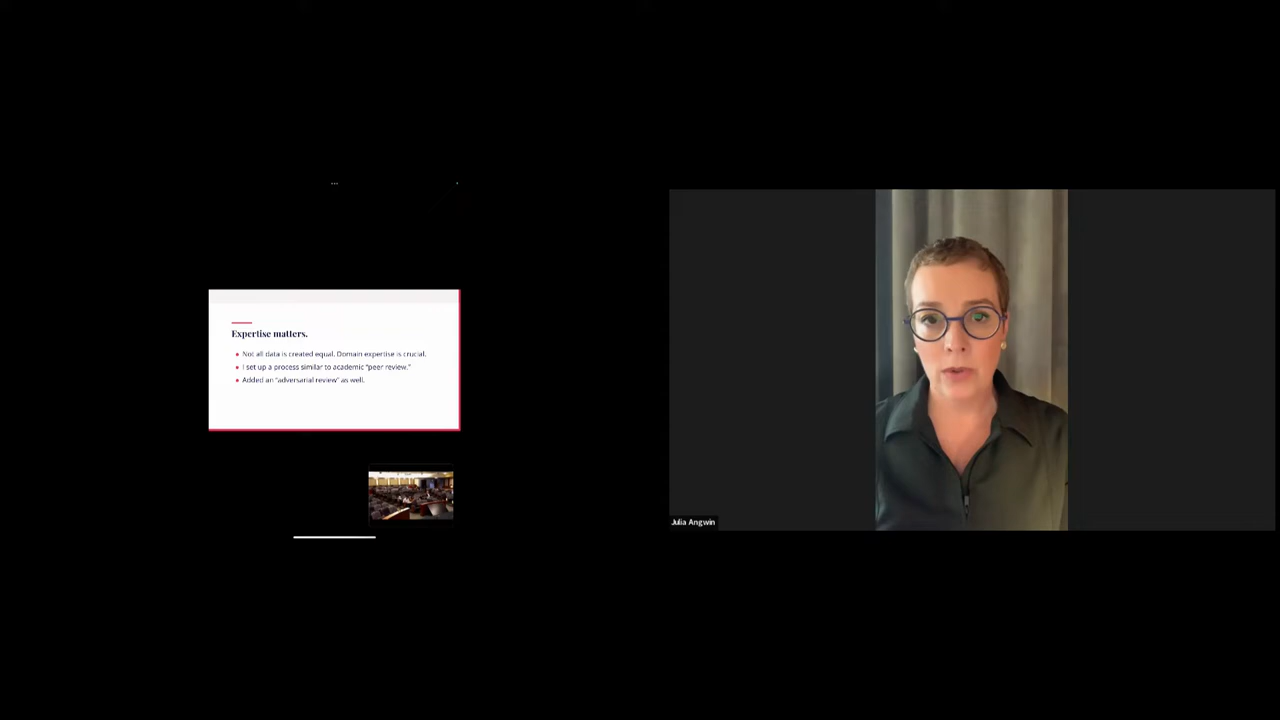 Expertise matters.
Not all data is created equal. Domain expertise is crucial.
I set up a process similar to academic "peer review."
Added an "adversarial review" as well.
Julia Angwin